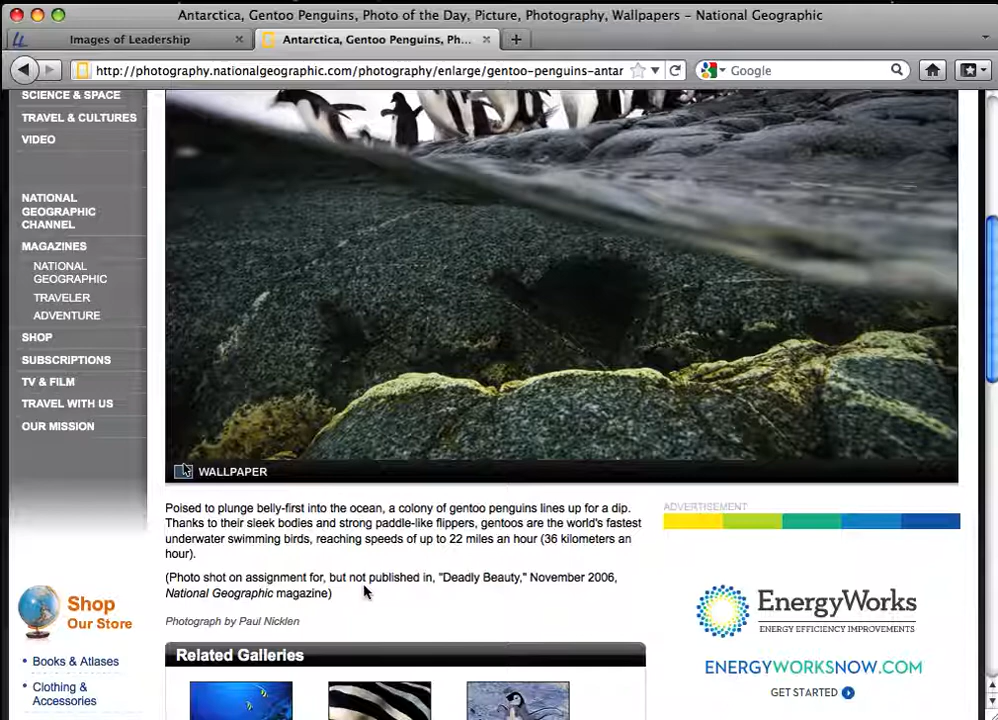 Antarctica, Gentoo Penguins, Photo of the Day, Picture, Photography, Wallpapers – National Geographic
Images of Leadership
Antarctica, Gentoo Penguins, Ph...
http://photography.nationalgeographic.com/photography/enlarge/gentoo-penguins-antar
Google
SCIENCE & SPACE
TRAVEL & CULTURES
VIDEO
NATIONAL
GEOGRAPHIC
CHANNEL
MAGAZINES
NATIONAL
GEOGRAPHIC
TRAVELER
ADVENTURE
SHOP
SUBSCRIPTIONS
TV & FILM
TRAVEL WITH US
OUR MISSION
Shop
Our Store
• Books & Atlases
• Clothing &
Accessories
WALLPAPER
Poised to plunge belly-first into the ocean, a colony of gentoo penguins lines up for a dip.
Thanks to their sleek bodies and strong paddle-like flippers, gentoos are the world's fastest
underwater swimming birds, reaching speeds of up to 22 miles an hour (36 kilometers an
hour).
(Photo shot on assignment for, but not published in, "Deadly Beauty," November 2006,
National Geographic magazine)
Photograph by Paul Nicklen
Related Galleries
ADVERTISEMENT
EnergyWorks
ENERGY EFFICIENCY IMPROVEMENTS
ENERGYWORKSNOW.COM
GET STARTED